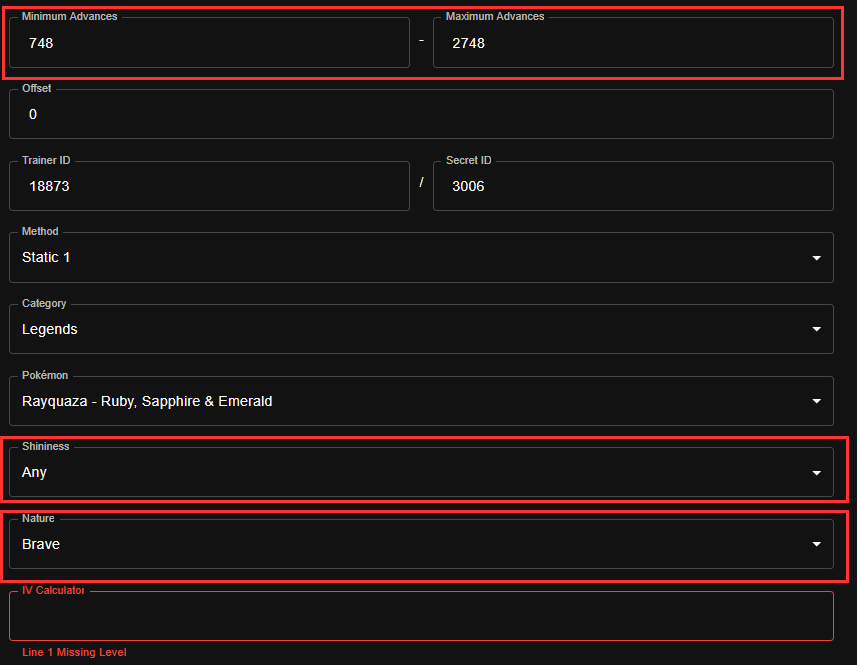 Minimum Advances
Maximum Advances
748
-
2748
Offset
0
Trainer ID
Secret ID
18873
/
3006
Method
Static 1
Category
Legends
Pokémon
Rayquaza - Ruby, Sapphire & Emerald
Shininess
Any
Nature
Brave
IV Calculator
Line 1 Missing Level